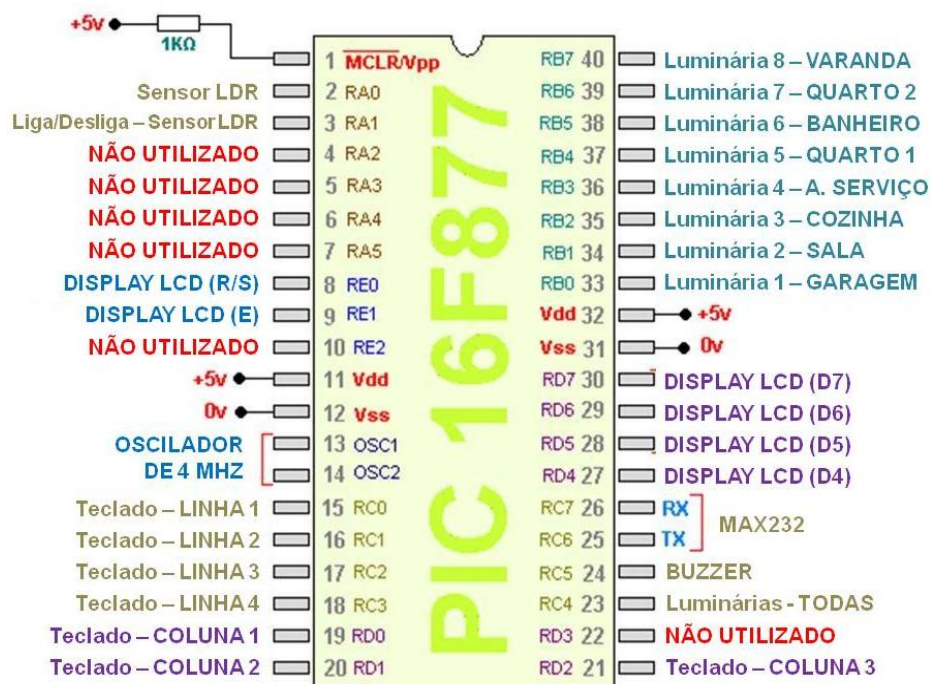 +5v
1KΩ
1 MCLR/Vpp RB7 40 Luminária 8 – VARANDA
Sensor LDR 2 RA0 RB6 39 Luminária 7 – QUARTO 2
Liga/Desliga – Sensor LDR 3 RA1 RB5 38 Luminária 6 – BANHEIRO
NÃO UTILIZADO 4 RA2 RB4 37 Luminária 5 – QUARTO 1
NÃO UTILIZADO 5 RA3 RB3 36 Luminária 4 – A. SERVIÇO
NÃO UTILIZADO 6 RA4 RB2 35 Luminária 3 – COZINHA
NÃO UTILIZADO 7 RA5 RB1 34 Luminária 2 – SALA
DISPLAY LCD (R/S) 8 RE0 RB0 33 Luminária 1 – GARAGEM
DISPLAY LCD (E) 9 RE1 Vdd 32 +5v
NÃO UTILIZADO 10 RE2 Vss 31 0v
+5v 11 Vdd RD7 30 DISPLAY LCD (D7)
0v 12 Vss RD6 29 DISPLAY LCD (D6)
OSCILADOR 13 OSC1 RD5 28 DISPLAY LCD (D5)
DE 4 MHZ 14 OSC2 RD4 27 DISPLAY LCD (D4)
Teclado – LINHA 1 15 RC0 RC7 26 RX
MAX232
Teclado – LINHA 2 16 RC1 RC6 25 TX
Teclado – LINHA 3 17 RC2 RC5 24 BUZZER
Teclado – LINHA 4 18 RC3 RC4 23 Luminárias - TODAS
Teclado – COLUNA 1 19 RD0 RD3 22 NÃO UTILIZADO
Teclado – COLUNA 2 20 RD1 RD2 21 Teclado – COLUNA 3
PIC 16F877